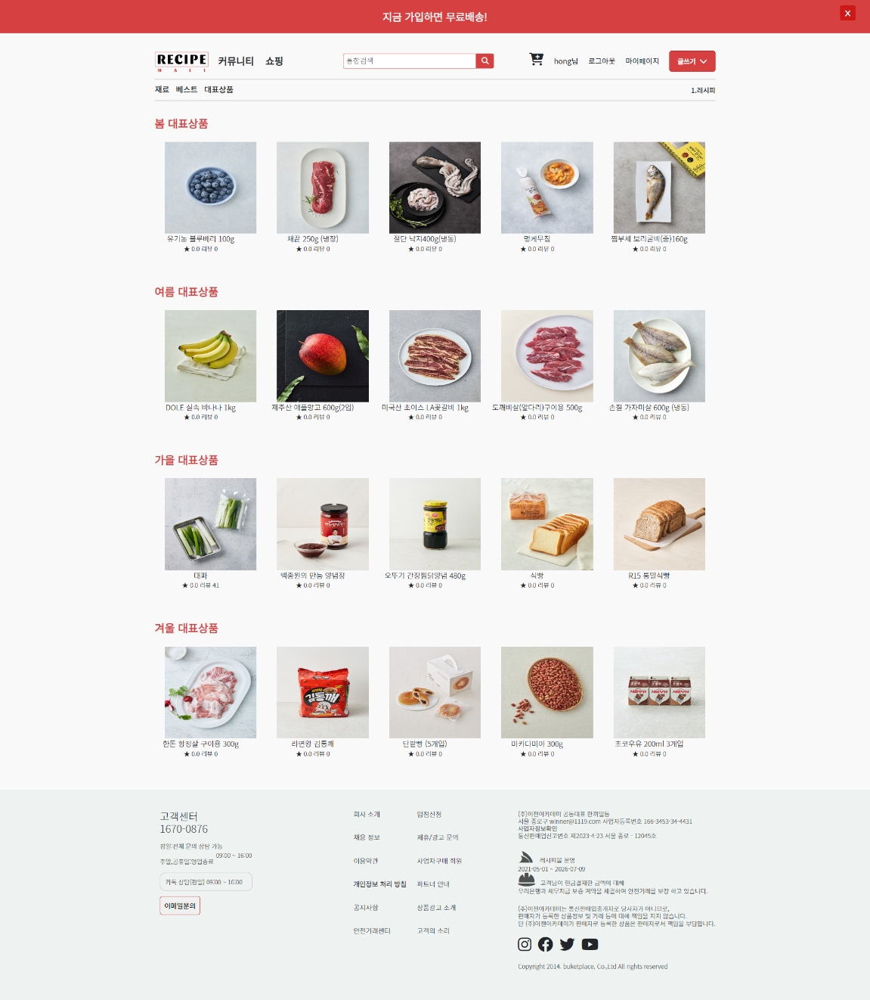 지금 가입하면 무료배송!
X
RECIPE
M A L L
커뮤니티 쇼핑
통합검색
hong님 로그아웃 마이페이지 글쓰기
재료 베스트 대표상품
1.레시피
봄 대표상품
유기농 블루베리 100g
★ 0.0 리뷰 0
채끝 250g (냉장)
★ 0.0 리뷰 0
절단 낙지400g(냉동)
★ 0.0 리뷰 0
멍게무침
★ 0.0 리뷰 0
찜부세 보리굴비(중)160g
★ 0.0 리뷰 0
여름 대표상품
DOLE 실속 바나나 1kg
★ 0.0 리뷰 0
제주산 애플망고 600g(2입)
★ 0.0 리뷰 0
미국산 초이스 LA꽃갈비 1kg
★ 0.0 리뷰 0
도깨비살(앞다리)구이용 500g
★ 0.0 리뷰 0
손질 가자미살 600g (냉동)
★ 0.0 리뷰 0
가을 대표상품
대파
★ 0.0 리뷰 41
백종원의 만능 양념장
★ 0.0 리뷰 0
오뚜기 간장찜닭양념 480g
★ 0.0 리뷰 0
식빵
★ 0.0 리뷰 0
R15 통밀식빵
★ 0.0 리뷰 0
겨울 대표상품
한돈 항정살 구이용 300g
★ 0.0 리뷰 0
김통깨
라면왕 김통깨
★ 0.0 리뷰 0
단팥빵 (5개입)
★ 0.0 리뷰 0
마카다미아 300g
★ 0.0 리뷰 0
초코우유 200ml 3개입
★ 0.0 리뷰 0
고객센터
1670-0876
평일:전체 문의 상담 가능
09:00 ~ 16:00
주말,공휴일:영업종료
카톡 상담(평일) 09:00 ~ 16:00
이메일문의
회사 소개
채용 정보
이용약관
개인정보 처리 방침
공지사항
안전거래센터
입점신청
제휴/광고 문의
사업자구매 회원
파트너 안내
상품광고 소개
고객의 소리
(주)이젠아카데미 공동대표 한끼일동
서울 종로구 winner@1119.com 사업자등록번호 166-3453-34-4431
사업자정보확인
통신판매업신고번호 제2023-4-23 서울 종로 - 12045호
레시피몰 운영
2021-05-01 ~ 2026-07-09
고객님이 현금결재한 금액에 대해
우리은행과 채무지급 보증 계약을 체결하여 안전거래를 보장 하고 있습니다.
(주)이젠아카데미는 통신판매업중개자로 당사자가 아니므로,
판매자가 등록한 상품정보 및 거래 등에 대해 책임을 지지 않습니다.
단 (주)이젠아카데미가 판매자로 등록한 상품은 판매자로서 책임을 부담합니다.
Copyright 2014. buketplace, Co.,Ltd All rights reserved